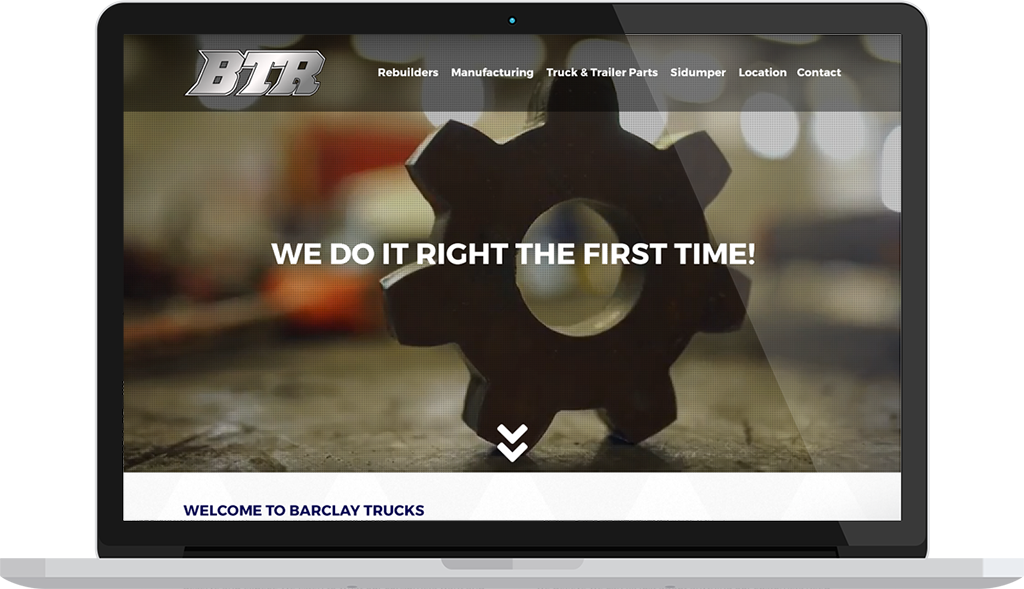 BTR
Rebuilders Manufacturing Truck & Trailer Parts Sidumper Location Contact
WE DO IT RIGHT THE FIRST TIME!
WELCOME TO BARCLAY TRUCKS